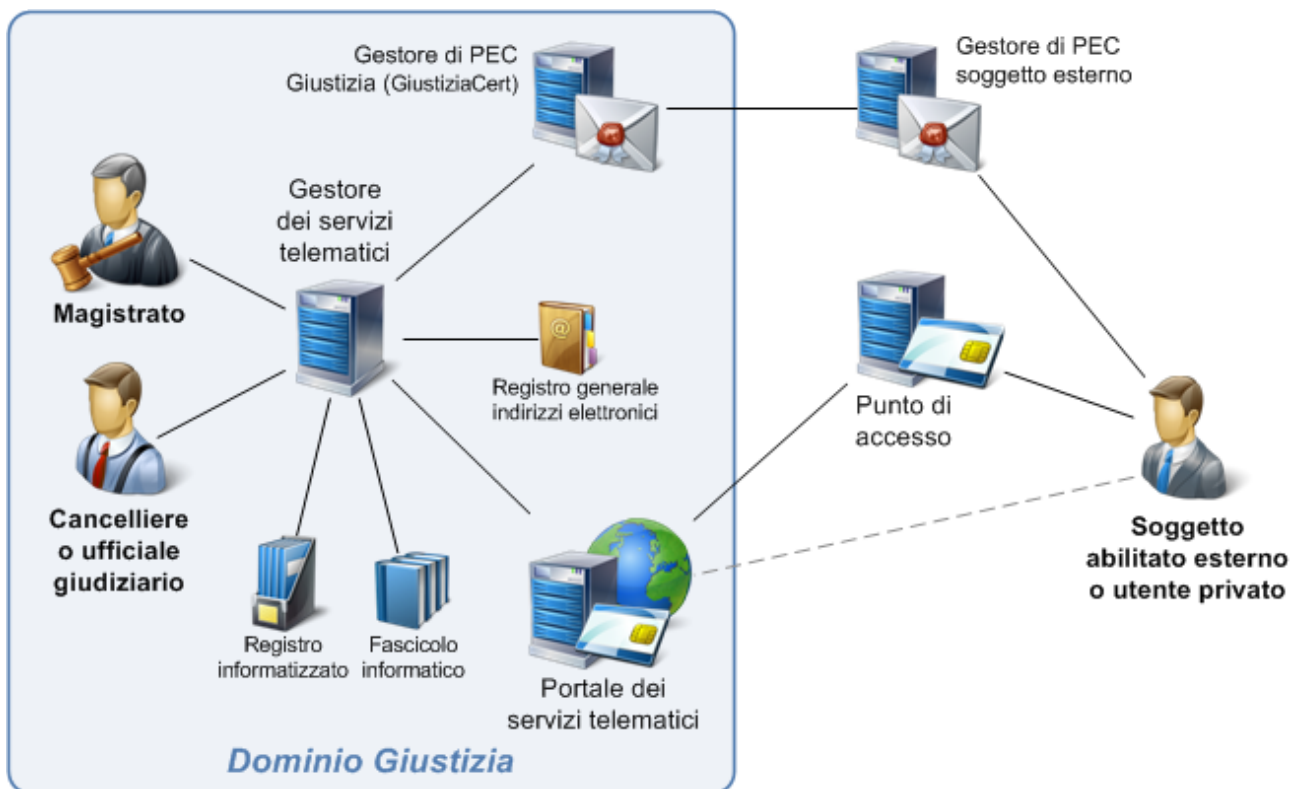 Gestore di PEC
Giustizia (GiustiziaCert)
Gestore di PEC
soggetto esterno
Gestore
dei servizi
telematici
Magistrato
Registro generale
indirizzi elettronici
Punto di
accesso
Cancelliere
o ufficiale
giudiziario
Soggetto
abilitato esterno
o utente privato
Registro
informatizzato
Fascicolo
informatico
Portale dei
servizi telematici
Dominio Giustizia